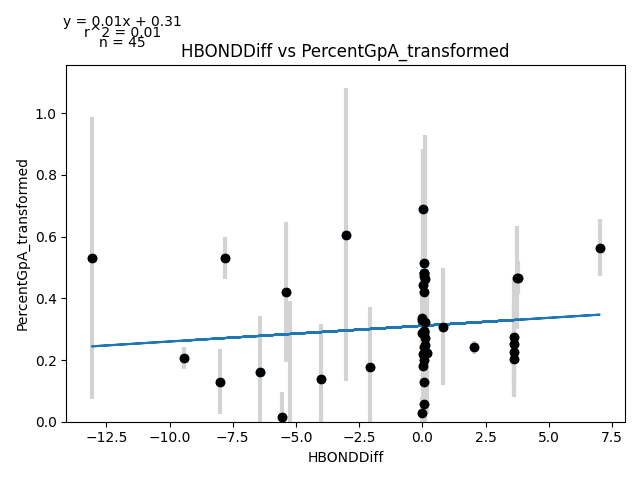 y = 0.01x + 0.31
r^2 = 0.01
n = 45
HBONDDiff vs PercentGpA_transformed
PercentGpA_transformed
1.0
0.8
0.6
0.4
0.2
0.0
−12.5 −10.0 −7.5 −5.0 −2.5 0.0 2.5 5.0 7.5
HBONDDiff